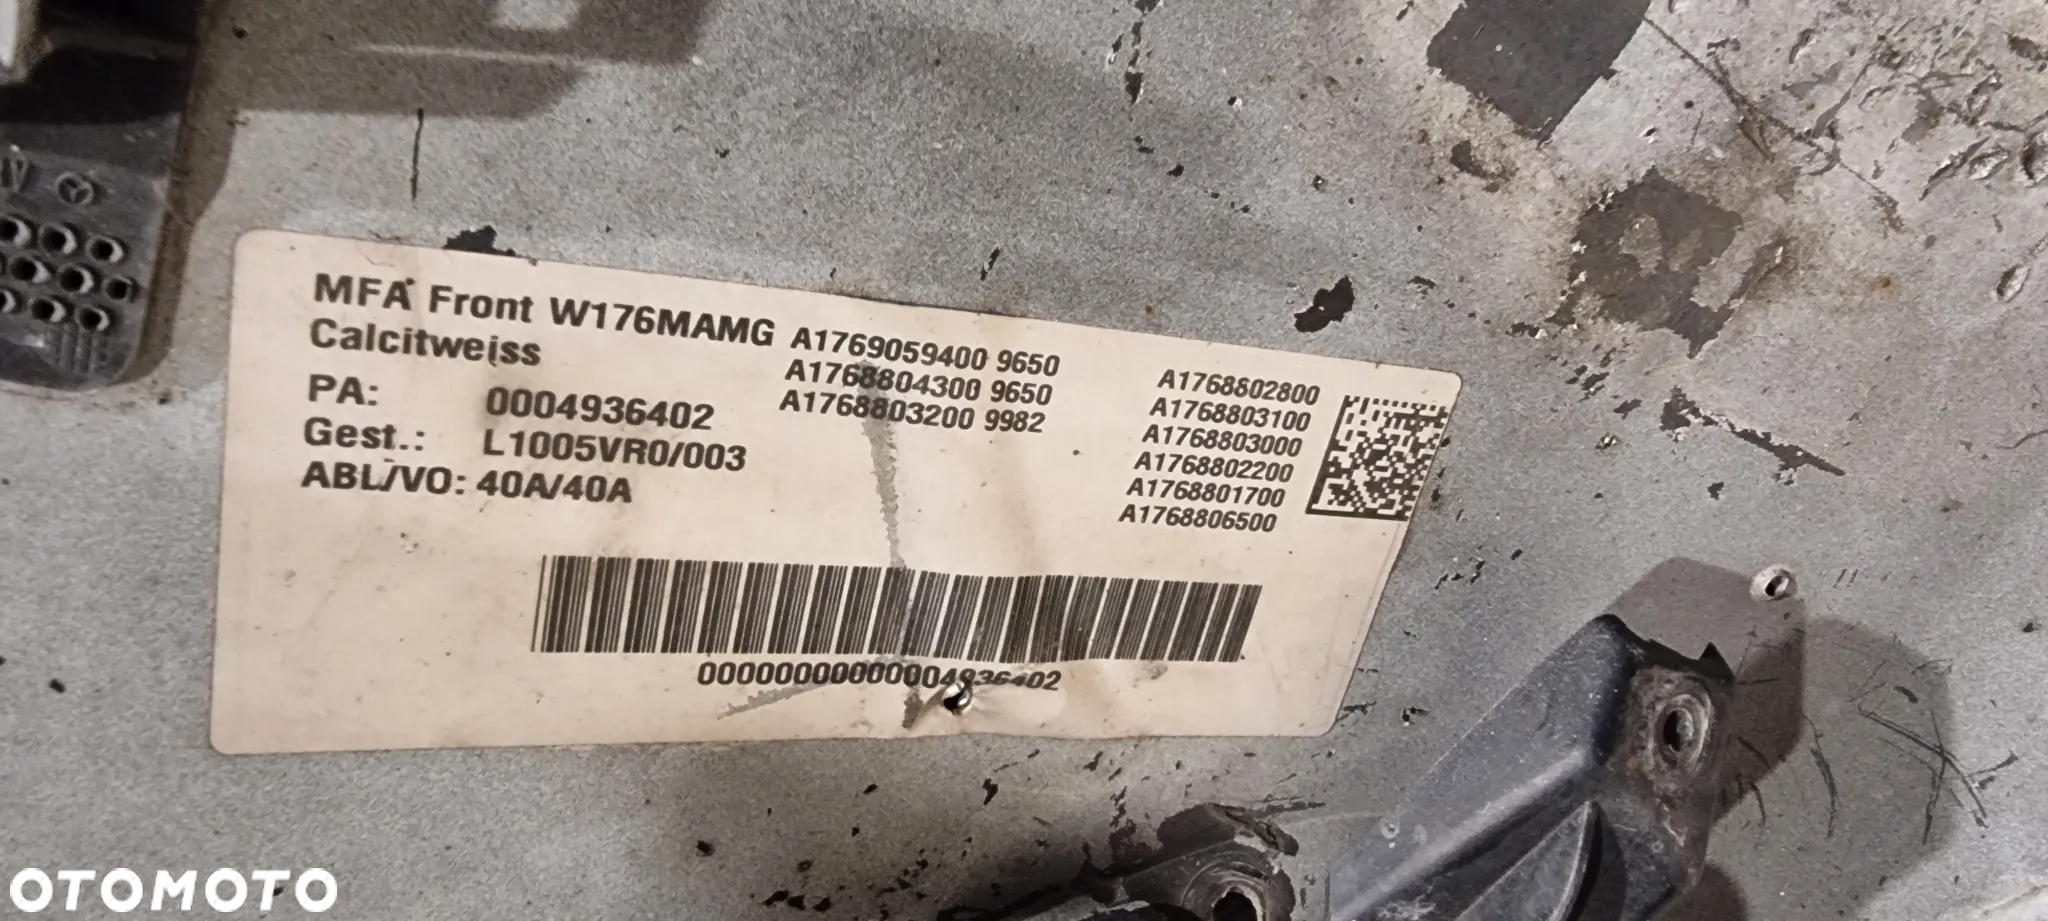 MFA Front W176MAMG
Calcitweiss
PA: 0004936402
Gest.: L1005VR0/003
ABL/VO: 40A/40A
A1769059400 9650
A1768804300 9650
A1768803200 9982
A1768802800
A1768803100
A1768803000
A1768802200
A1768801700
A1768806500
00000000000004936402
OTOMOTO